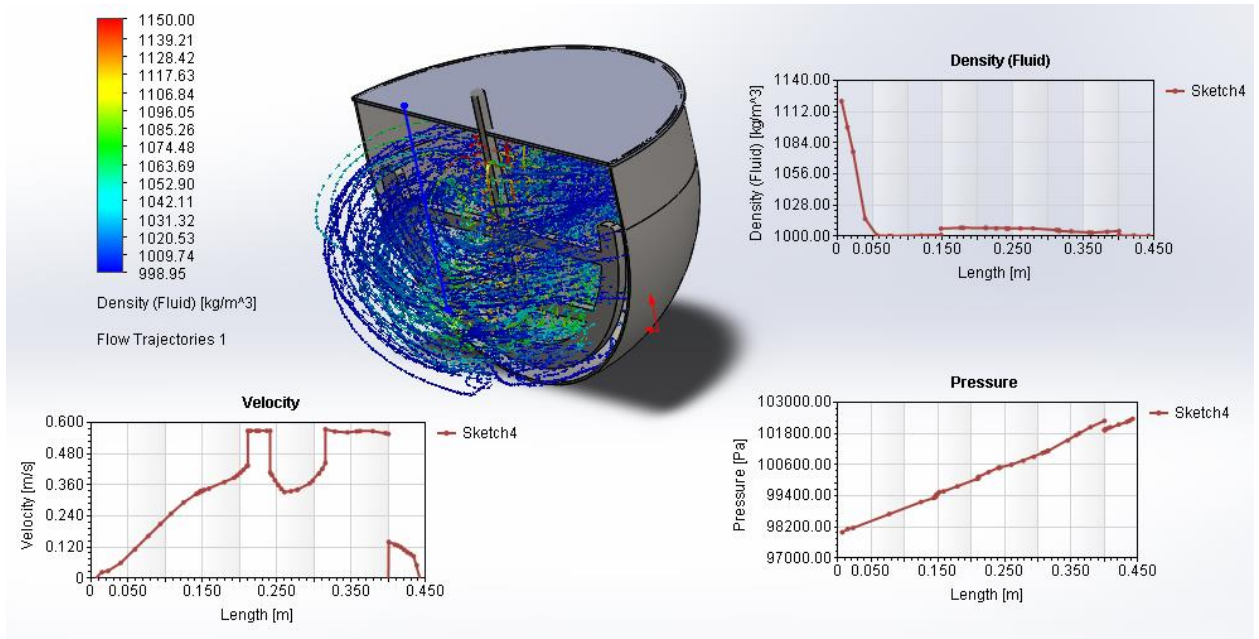 1150.00
1139.21
1128.42
1117.63
1106.84
1096.05
1085.26
1074.48
1063.69
1052.90
1042.11
1031.32
1020.53
1009.74
998.95
Density (Fluid) [kg/m^3]
Flow Trajectories 1
Density (Fluid)
1140.00
1112.00
1084.00
1056.00
1028.00
1000.00
Density (Fluid) [kg/m^3]
0 0.050 0.150 0.250 0.350 0.450
Length [m]
Sketch4
Velocity
0.600
0.480
0.360
0.240
0.120
0
Velocity [m/s]
0 0.050 0.150 0.250 0.350 0.450
Length [m]
Sketch4
Pressure
103000.00
101800.00
100600.00
99400.00
98200.00
97000.00
Pressure [Pa]
0 0.050 0.150 0.250 0.350 0.450
Length [m]
Sketch4